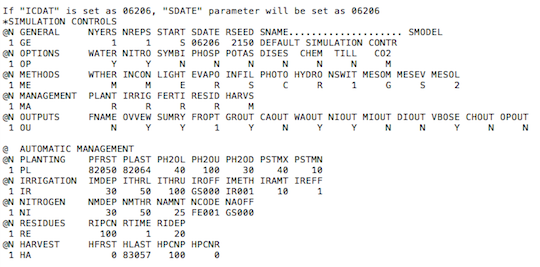 If "ICDAT" is set as 06206, "SDATE" parameter will be set as 06206
*SIMULATION CONTROLS
@N GENERAL     NYERS NREPS START SDATE RSEED SNAME.................... SMODEL
 1 GE              1     1     S 06206  2150 DEFAULT SIMULATION CONTR
@N OPTIONS     WATER NITRO SYMBI PHOSP POTAS DISES  CHEM  TILL   CO2
 1 OP              Y     Y     N     N     N     N     N     N     M
@N METHODS     WTHER INCON LIGHT EVAPO INFIL PHOTO HYDRO NSWIT MESOM MESEV MESOL
 1 ME              M     M     E     R     S     C     R     1     G     S     2
@N MANAGEMENT  PLANT IRRIG FERTI RESID HARVS
 1 MA              R     R     R     R     M
@N OUTPUTS     FNAME OVVEW SUMRY FROPT GROUT CAOUT WAOUT NIOUT MIOUT DIOUT VBOSE CHOUT OPOUT
 1 OU              N     Y     Y     1     Y     N     Y     Y     N     N     Y     N     N
@  AUTOMATIC MANAGEMENT
@N PLANTING    PFRST PLAST PH2OL PH2OU PH2OD PSTMX PSTMN
 1 PL          82050 82064    40   100    30    40    10
@N IRRIGATION  IMDEP ITHRL ITHRU IROFF IMETH IRAMT IREFF
 1 IR             30    50   100 GS000 IR001    10     1
@N NITROGEN    NMDEP NMTHR NAMNT NCODE NAOFF
 1 NI             30    50    25 FE001 GS000
@N RESIDUES    RIPCN RTIME RIDEP
 1 RE            100     1    20
@N HARVEST     HFRST HLAST HPCNP HPCNR
 1 HA              0 83057   100     0